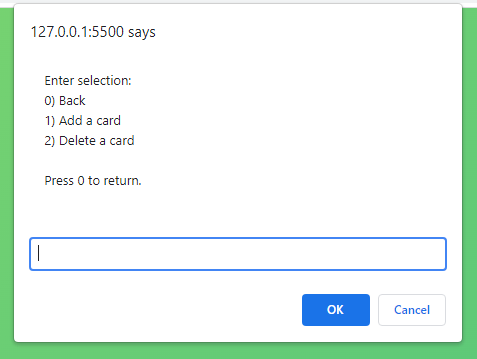 127.0.0.1:5500 says
Enter selection:
0) Back
1) Add a card
2) Delete a card
Press 0 to return.
OK
Cancel